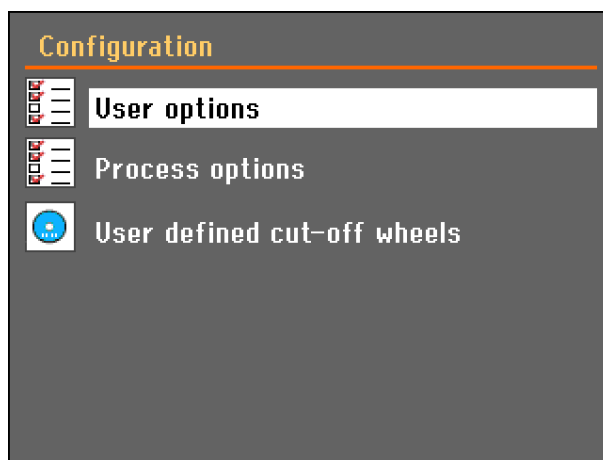 Configuration
User options
Process options
User defined cut-off wheels